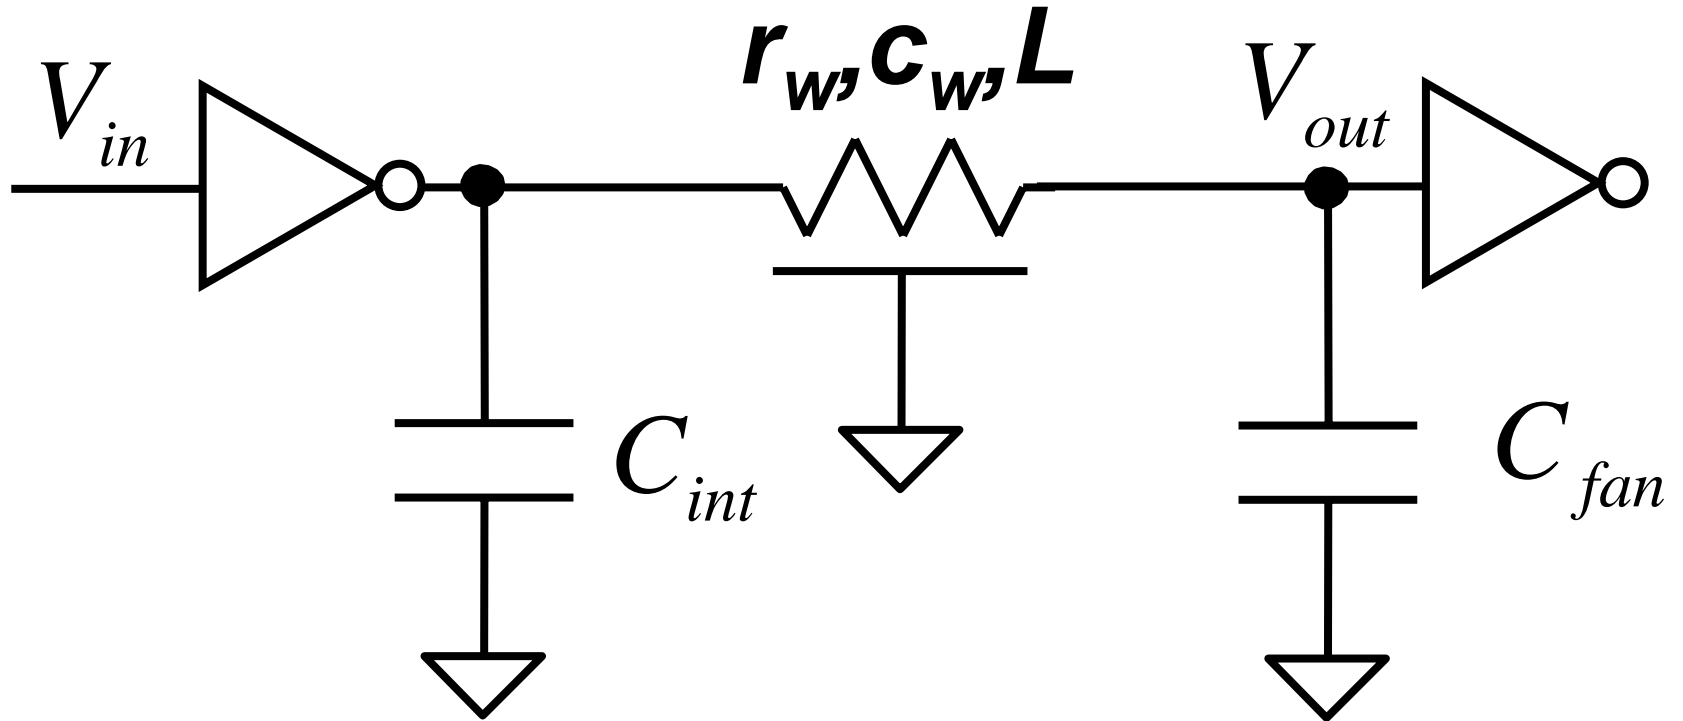 V_in
r_w, c_w, L
V_out
C_int
C_fan